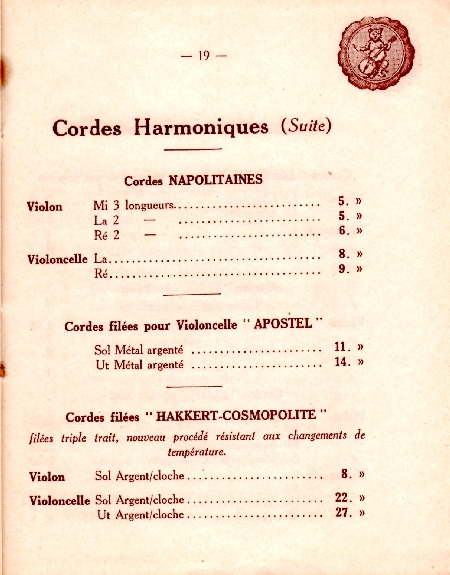 — 19 —
Cordes Harmoniques (Suite)
Cordes NAPOLITAINES
Violon Mi 3 longueurs......................... 5. »
La 2 — ......................... 5. »
Ré 2 — ......................... 6. »
Violoncelle La.................................... 8. »
Ré.................................... 9. »
Cordes filées pour Violoncelle " APOSTEL "
Sol Métal argenté ....................... 11. »
Ut Métal argenté ....................... 14. »
Cordes filées " HAKKERT-COSMOPOLITE "
filées triple trait, nouveau procédé résistant aux changements de
température.
Violon Sol Argent/cloche........................ 8. »
Violoncelle Sol Argent/cloche........................ 22. »
Ut Argent/cloche........................ 27. »